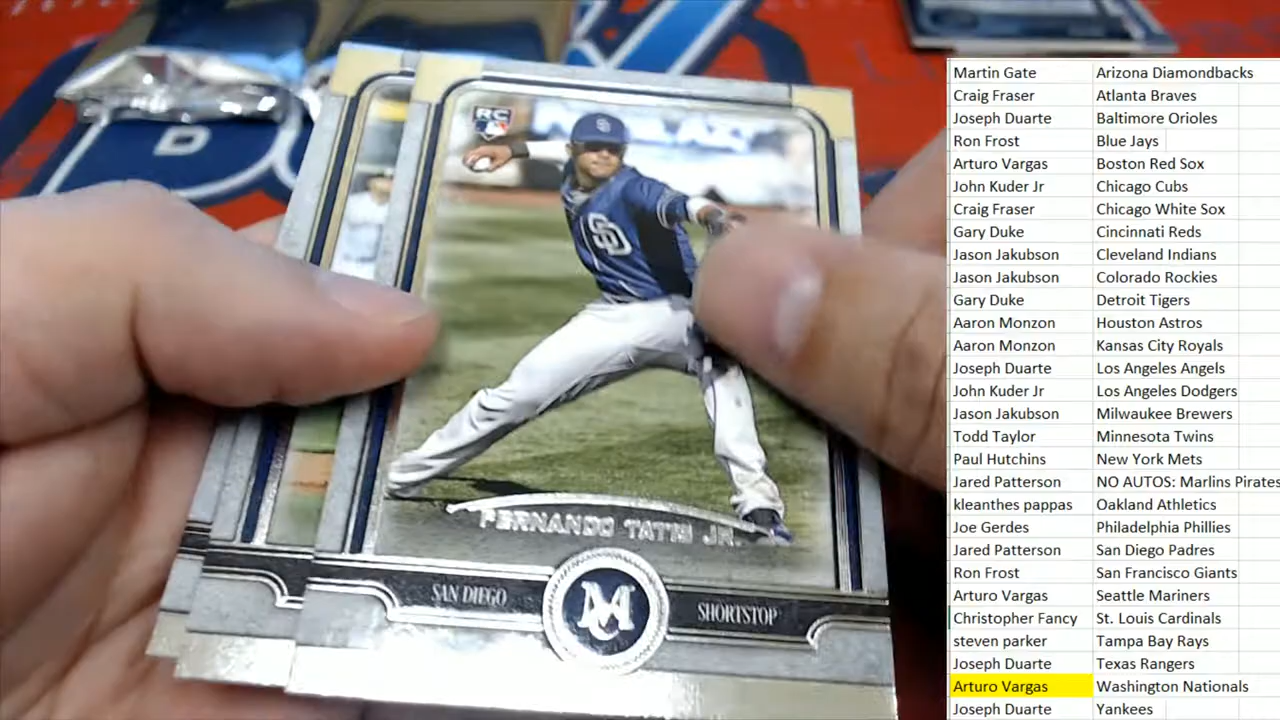 RC
SD
FERNANDO TATIS JR.
SAN DIEGO
MC
SHORTSTOP
D
Martin Gate Arizona Diamondbacks
Craig Fraser Atlanta Braves
Joseph Duarte Baltimore Orioles
Ron Frost Blue Jays
Arturo Vargas Boston Red Sox
John Kuder Jr Chicago Cubs
Craig Fraser Chicago White Sox
Gary Duke Cincinnati Reds
Jason Jakubson Cleveland Indians
Jason Jakubson Colorado Rockies
Gary Duke Detroit Tigers
Aaron Monzon Houston Astros
Aaron Monzon Kansas City Royals
Joseph Duarte Los Angeles Angels
John Kuder Jr Los Angeles Dodgers
Jason Jakubson Milwaukee Brewers
Todd Taylor Minnesota Twins
Paul Hutchins New York Mets
Jared Patterson NO AUTOS: Marlins Pirates
kleanthes pappas Oakland Athletics
Joe Gerdes Philadelphia Phillies
Jared Patterson San Diego Padres
Ron Frost San Francisco Giants
Arturo Vargas Seattle Mariners
Christopher Fancy St. Louis Cardinals
steven parker Tampa Bay Rays
Joseph Duarte Texas Rangers
Arturo Vargas Washington Nationals
Joseph Duarte Yankees